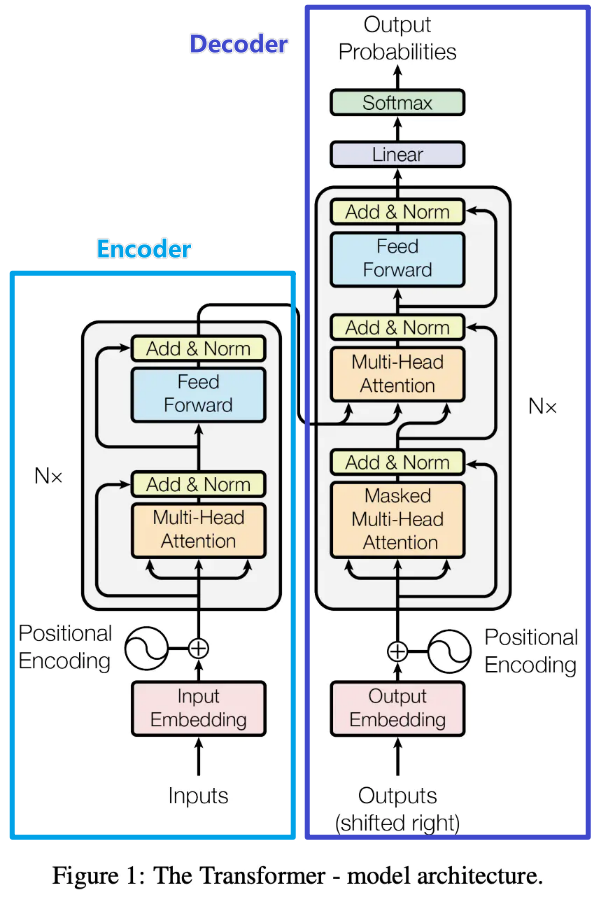 Decoder
Output
Probabilities
Softmax
Linear
Add & Norm
Feed
Forward
Add & Norm
Multi-Head
Attention
Nx
Add & Norm
Masked
Multi-Head
Attention
Positional
Encoding
Output
Embedding
Outputs
(shifted right)
Encoder
Add & Norm
Feed
Forward
Nx
Add & Norm
Multi-Head
Attention
Positional
Encoding
Input
Embedding
Inputs
Figure 1: The Transformer - model architecture.